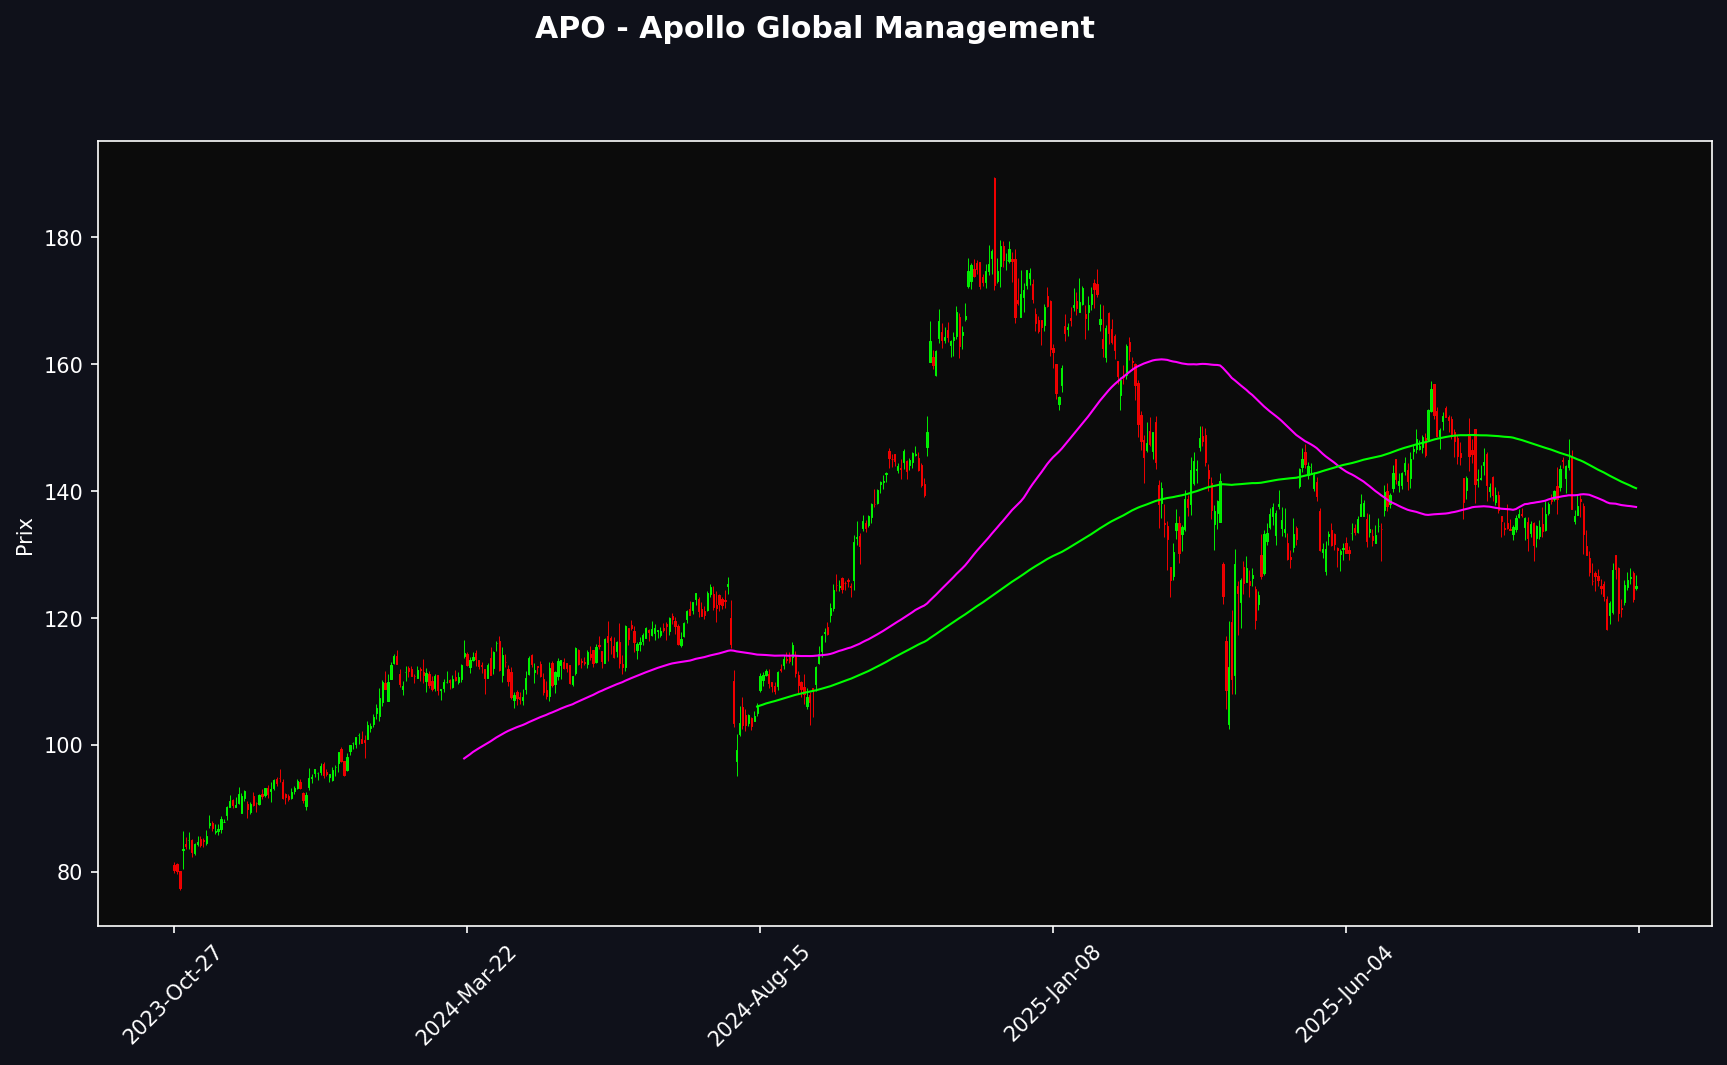 APO - Apollo Global Management
Prix
180
160
140
120
100
80
2023-Oct-27
2024-Mar-22
2024-Aug-15
2025-Jan-08
2025-Jun-04